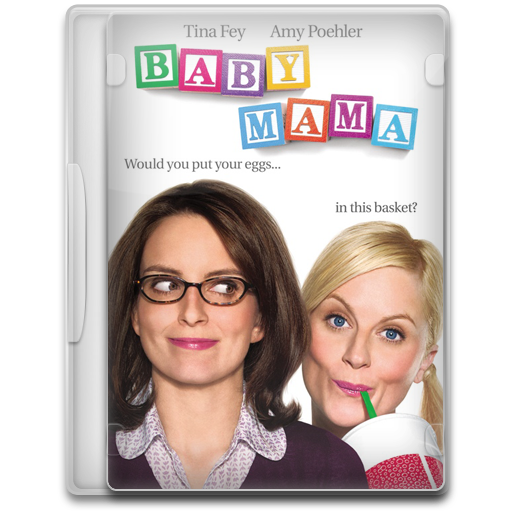 Tina Fey Amy Poehler
BABY
MAMA
Would you put your eggs...
in this basket?